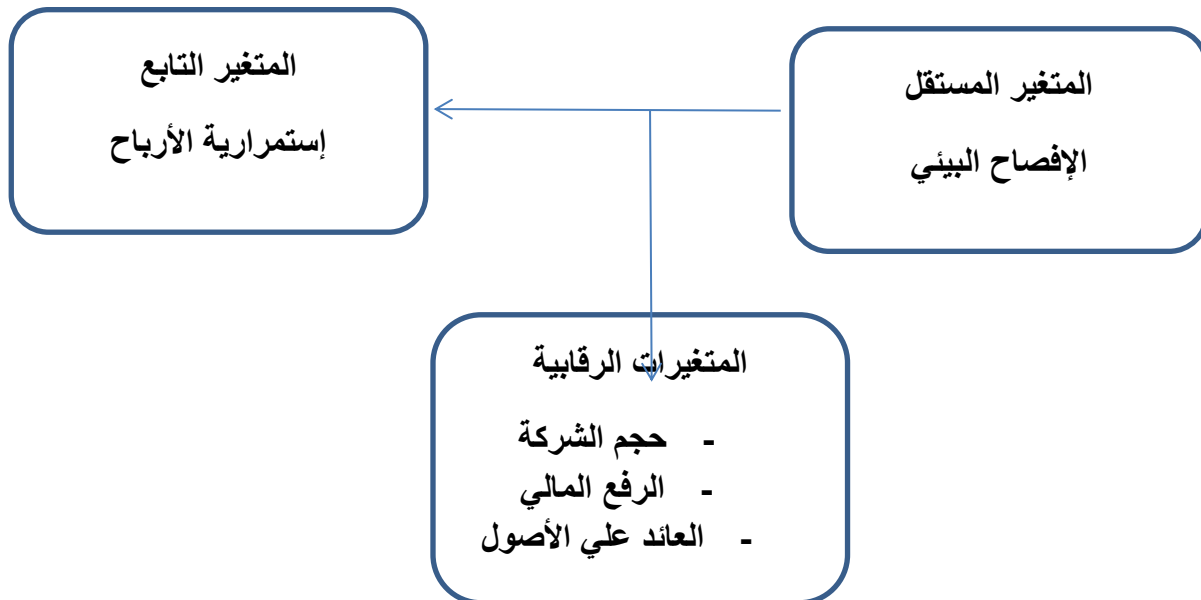 المتغير المستقل
الإفصاح البيئي
المتغير التابع
إستمرارية الأرباح
المتغيرات الرقابية
- حجم الشركة
- الرفع المالي
- العائد علي الأصول